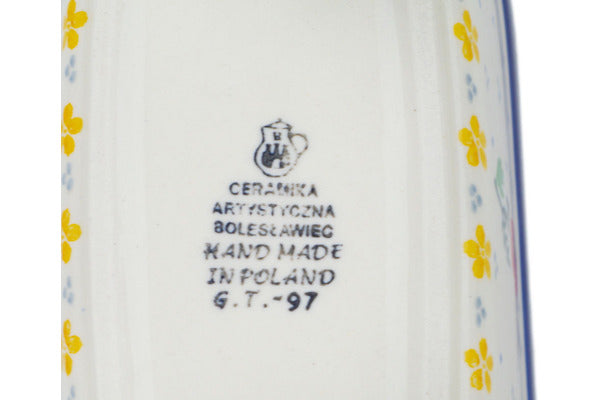 CERAMIKA
ARTYSTYCZNA
BOLESŁAWIEC
HAND MADE
IN POLAND
G.T.-97